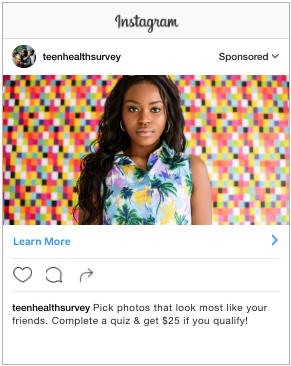 Instagram
teenhealthsurvey
Sponsored
Learn More
teenhealthsurvey Pick photos that look most like your
friends. Complete a quiz & get $25 if you qualify!